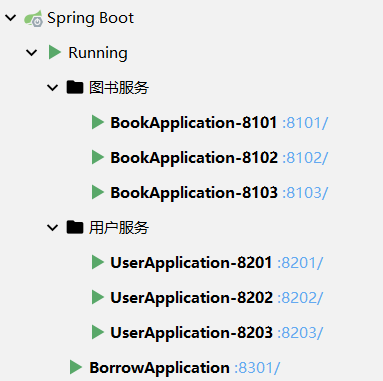 Spring Boot
Running
图书服务
BookApplication-8101 :8101/
BookApplication-8102 :8102/
BookApplication-8103 :8103/
用户服务
UserApplication-8201 :8201/
UserApplication-8202 :8202/
UserApplication-8203 :8203/
BorrowApplication :8301/